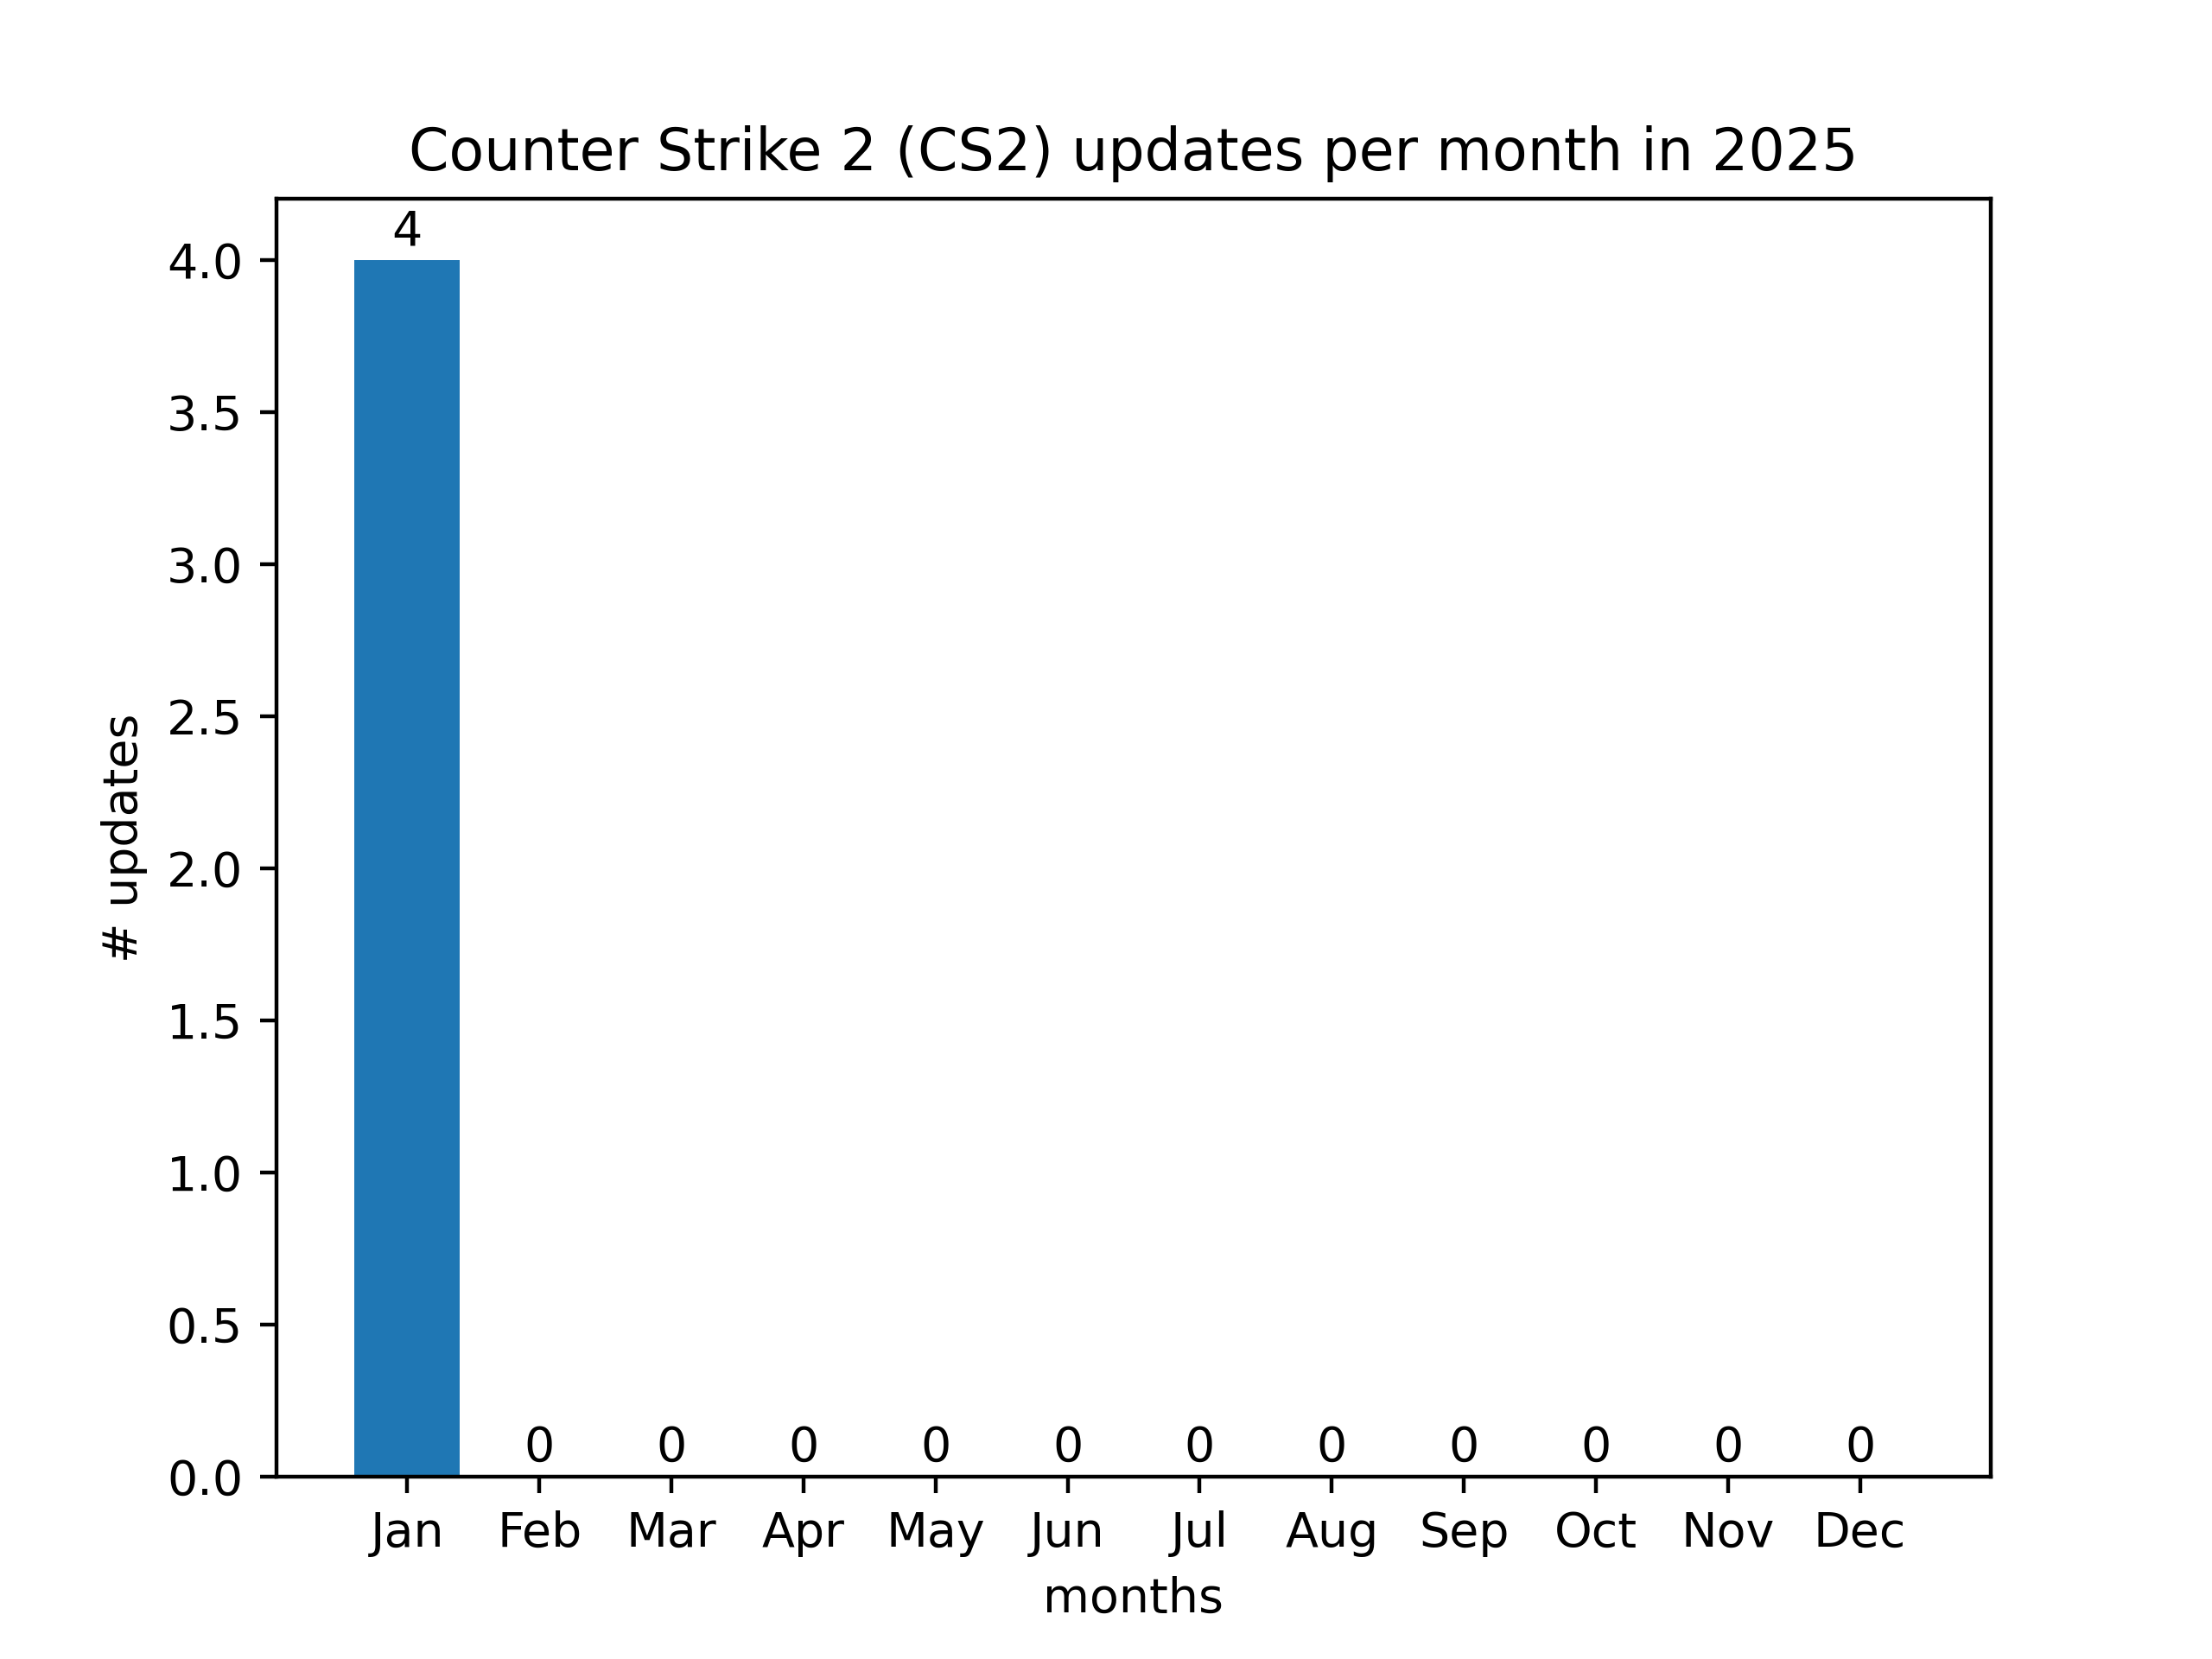 Counter Strike 2 (CS2) updates per month in 2025
4
4.0
3.5
3.0
2.5
2.0
1.5
1.0
0.5
0.0
# updates
0 0 0 0 0 0 0 0 0 0 0
Jan Feb Mar Apr May Jun Jul Aug Sep Oct Nov Dec
months